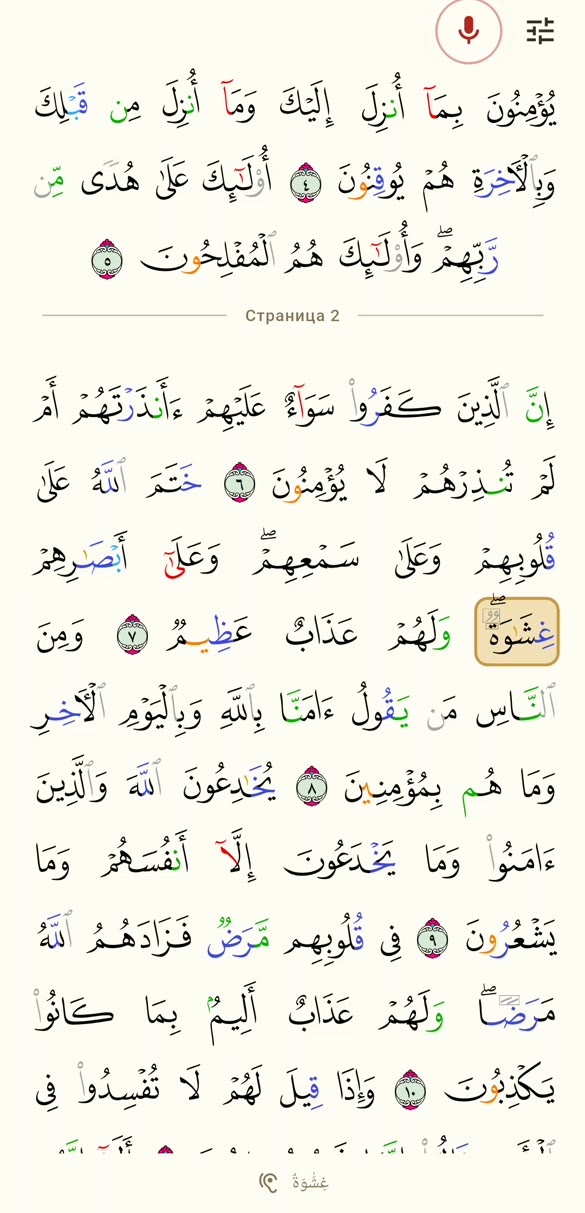 يُؤْمِنُونَ بِمَآ أُنزِلَ إِلَيْكَ وَمَآ أُنزِلَ مِن قَبْلِكَ
وَبِٱلْـَٔاخِرَةِ هُمْ يُوقِنُونَ ٤ أُو۟لَـٰٓئِكَ عَلَىٰ هُدًى مِّن
رَّبِّهِمْ ۖ وَأُو۟لَـٰٓئِكَ هُمُ ٱلْمُفْلِحُونَ ٥
Страница 2
إِنَّ ٱلَّذِينَ كَفَرُوا۟ سَوَآءٌ عَلَيْهِمْ ءَأَنذَرْتَهُمْ أَمْ
لَمْ تُنذِرْهُمْ لَا يُؤْمِنُونَ ٦ خَتَمَ ٱللَّهُ عَلَىٰ
قُلُوبِهِمْ وَعَلَىٰ سَمْعِهِمْ ۖ وَعَلَىٰٓ أَبْصَـٰرِهِمْ
غِشَـٰوَةٌ ۖ وَلَهُمْ عَذَابٌ عَظِيمٌ ٧ وَمِنَ
ٱلنَّاسِ مَن يَقُولُ ءَامَنَّا بِٱللَّهِ وَبِٱلْيَوْمِ ٱلْـَٔاخِرِ
وَمَا هُم بِمُؤْمِنِينَ ٨ يُخَـٰدِعُونَ ٱللَّهَ وَٱلَّذِينَ
ءَامَنُوا۟ وَمَا يَخْدَعُونَ إِلَّآ أَنفُسَهُمْ وَمَا
يَشْعُرُونَ ٩ فِى قُلُوبِهِم مَّرَضٌ فَزَادَهُمُ ٱللَّهُ
مَرَضًا ۖ وَلَهُمْ عَذَابٌ أَلِيمٌۢ بِمَا كَانُوا۟
يَكْذِبُونَ ١٠ وَإِذَا قِيلَ لَهُمْ لَا تُفْسِدُوا۟ فِى
غِشَـٰوَةٌ